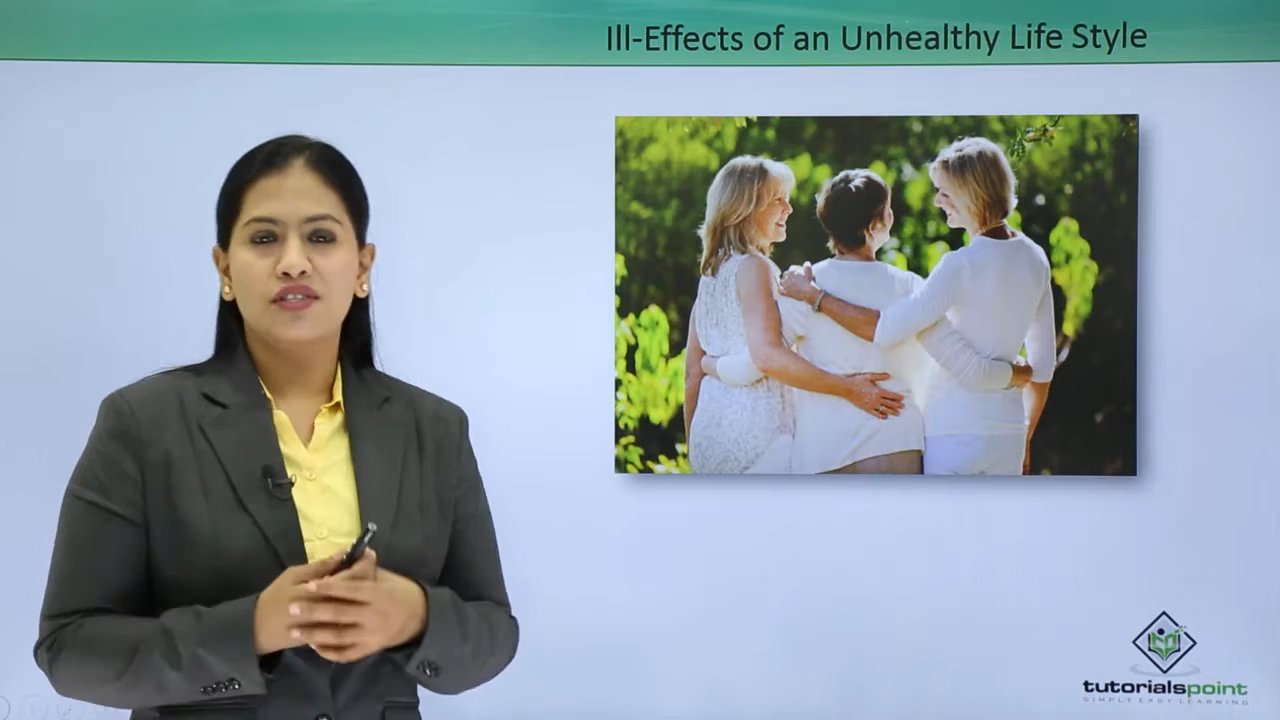 Ill-Effects of an Unhealthy Life Style
tutorialspoint
SIMPLY EASY LEARNING